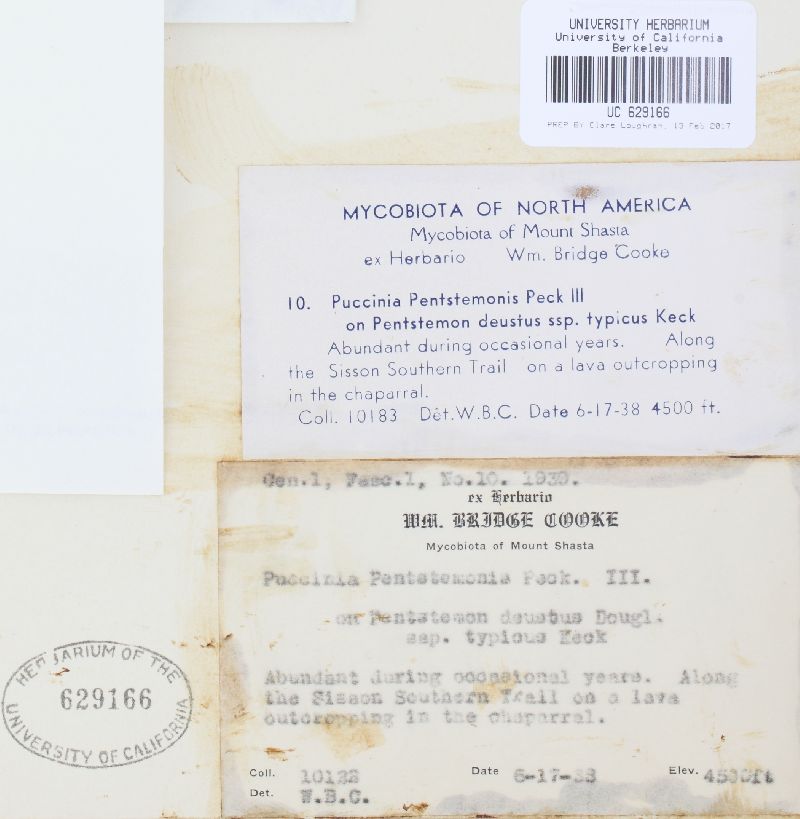 UNIVERSITY HERBARIUM
University of California
Berkeley
UC 629166
PREP BY Clare Loughran, 13 Feb 2017
MYCOBIOTA OF NORTH AMERICA
Mycobiota of Mount Shasta
ex Herbario Wm. Bridge Cooke
10. Puccinia Pentstemonis Peck III
on Pentstemon deustus ssp. typicus Keck
Abundant during occasional years. Along
the Sisson Southern Trail on a lava outcropping
in the chaparral.
Coll. 10183 Det.W.B.C. Date 6-17-38 4500 ft.
Cen.1, Fasc.1, No.10. 1939.
ex Herbario
WM. BRIDGE COOKE
Mycobiota of Mount Shasta
Puccinia Pentstemonis Peck. III.
on Pentstemon deustus Dougl.
ssp. typicus Keck
Abundant during occasional years. Along
the Sisson Southern Trail on a lava
outcropping in the chaparral.
Coll. Date 6-17-38 Elev.
Det. W.B.C.
HERBARIUM OF THE
629166
UNIVERSITY OF CALIFORNIA